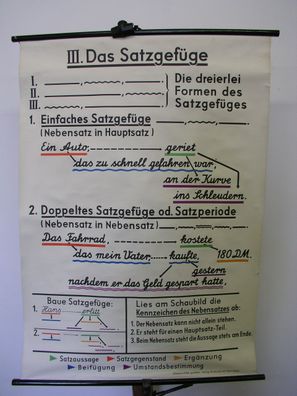 III. Das Satzgefüge
I.
II.
III.
Die dreierlei
Formen des
Satzgefüges
1. Einfaches Satzgefüge
(Nebensatz in Hauptsatz)
Ein Auto, geriet
das zu schnell gefahren war,
an der Kurve
ins Schleudern.
2. Doppeltes Satzgefüge od. Satzperiode
(Nebensatz in Nebensatz)
Das Fahrrad, kostete
das mein Vater kaufte, 180 DM.
gestern
nachdem er das Geld gespart hatte,
Baue Satzgefüge:
1. Hans erlitt
2.
Lies am Schaubild die
Kennzeichen des Nebensatzes ab:
1. Der Nebensatz kann nicht allein stehen.
2. Er steht für einen Hauptsatz-Teil.
3. Beim Nebensatz steht die Aussage stets am Ende.
Satzaussage Satzgegenstand Ergänzung
Beifügung Umstandsbestimmung